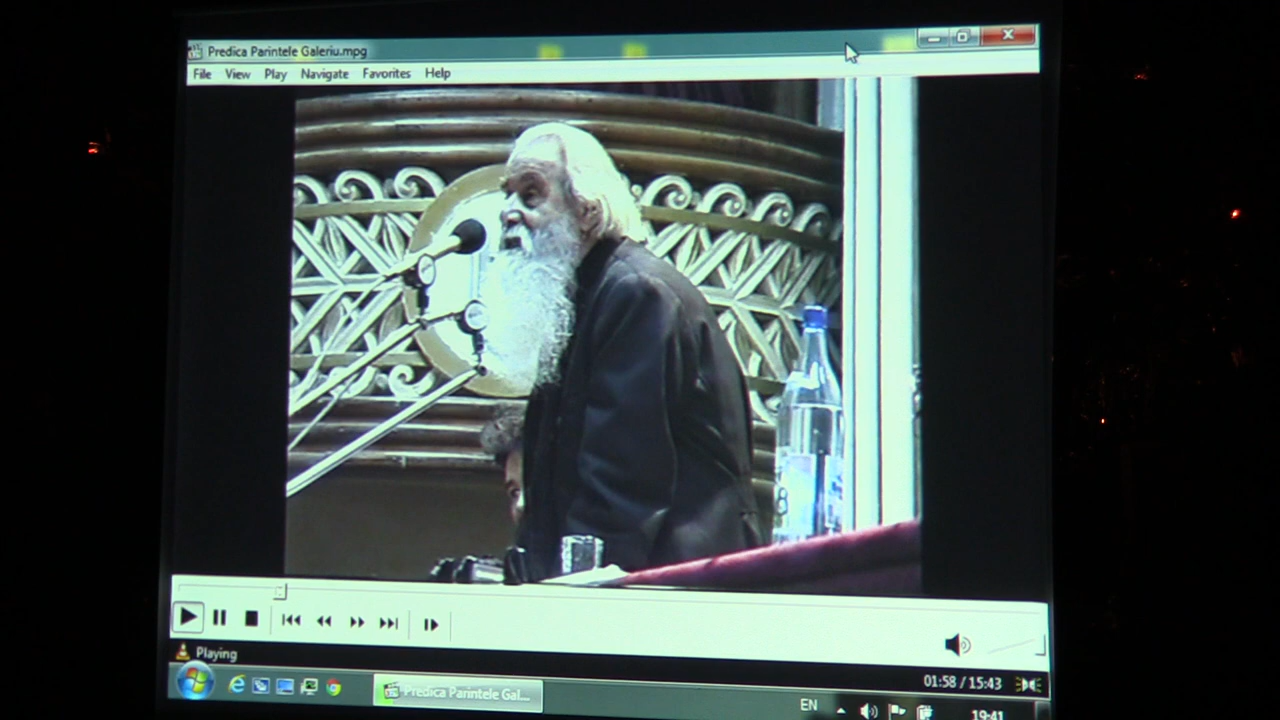 Predica Parintele Galeriu.mpg
File View Play Navigate Favorites Help
Playing
01:58 / 15:43
Predica Parintele Gal...
EN
19:41